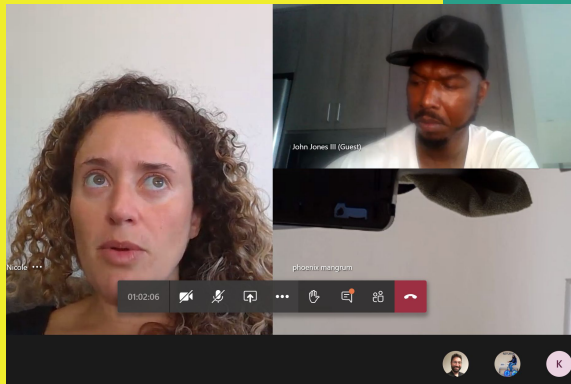 John Jones III (Guest)
Nicole
phoenix mangrum
01:02:06
K